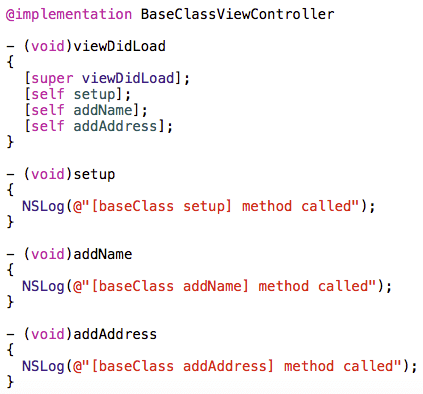 @implementation BaseClassViewController
– (void)viewDidLoad
{
[super viewDidLoad];
[self setup];
[self addName];
[self addAddress];
}
– (void)setup
{
NSLog(@"[baseClass setup] method called");
}
– (void)addName
{
NSLog(@"[baseClass addName] method called");
}
– (void)addAddress
{
NSLog(@"[baseClass addAddress] method called");
}